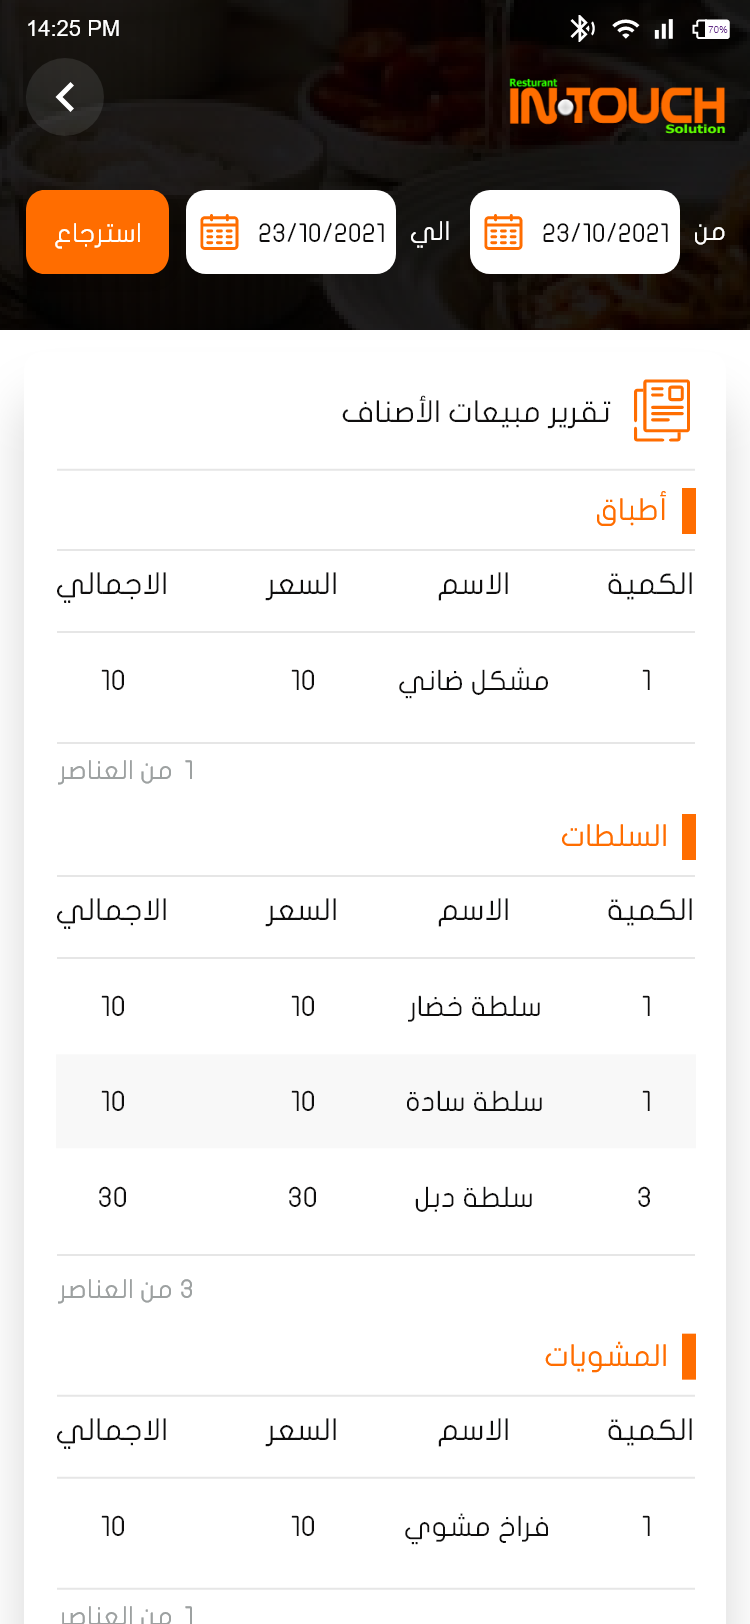 14:25 PM
70%
Resturant
IN TOUCH
Solution
من 23/10/2021 الي 23/10/2021 استرجاع
تقرير مبيعات الأصناف
أطباق
الكمية الاسم السعر الاجمالي
1 مشكل ضاني 10 10
1 من العناصر
السلطات
الكمية الاسم السعر الاجمالي
1 سلطة خضار 10 10
1 سلطة سادة 10 10
3 سلطة دبل 30 30
3 من العناصر
المشويات
الكمية الاسم السعر الاجمالي
1 فراخ مشوي 10 10
1 من العناصر